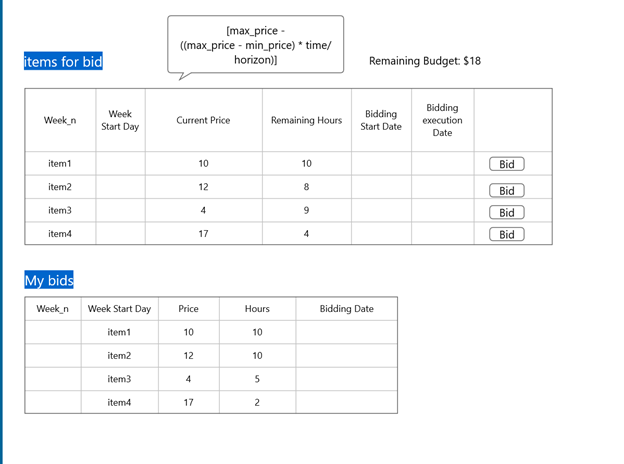 [max_price -
((max_price - min_price) * time/
horizon)]
items for bid
Remaining Budget: $18
Week_n Week Start Day Current Price Remaining Hours Bidding Start Date Bidding execution Date
item1 10 10 Bid
item2 12 8 Bid
item3 4 9 Bid
item4 17 4 Bid
My bids
Week_n Week Start Day Price Hours Bidding Date
item1 10 10
item2 12 10
item3 4 5
item4 17 2